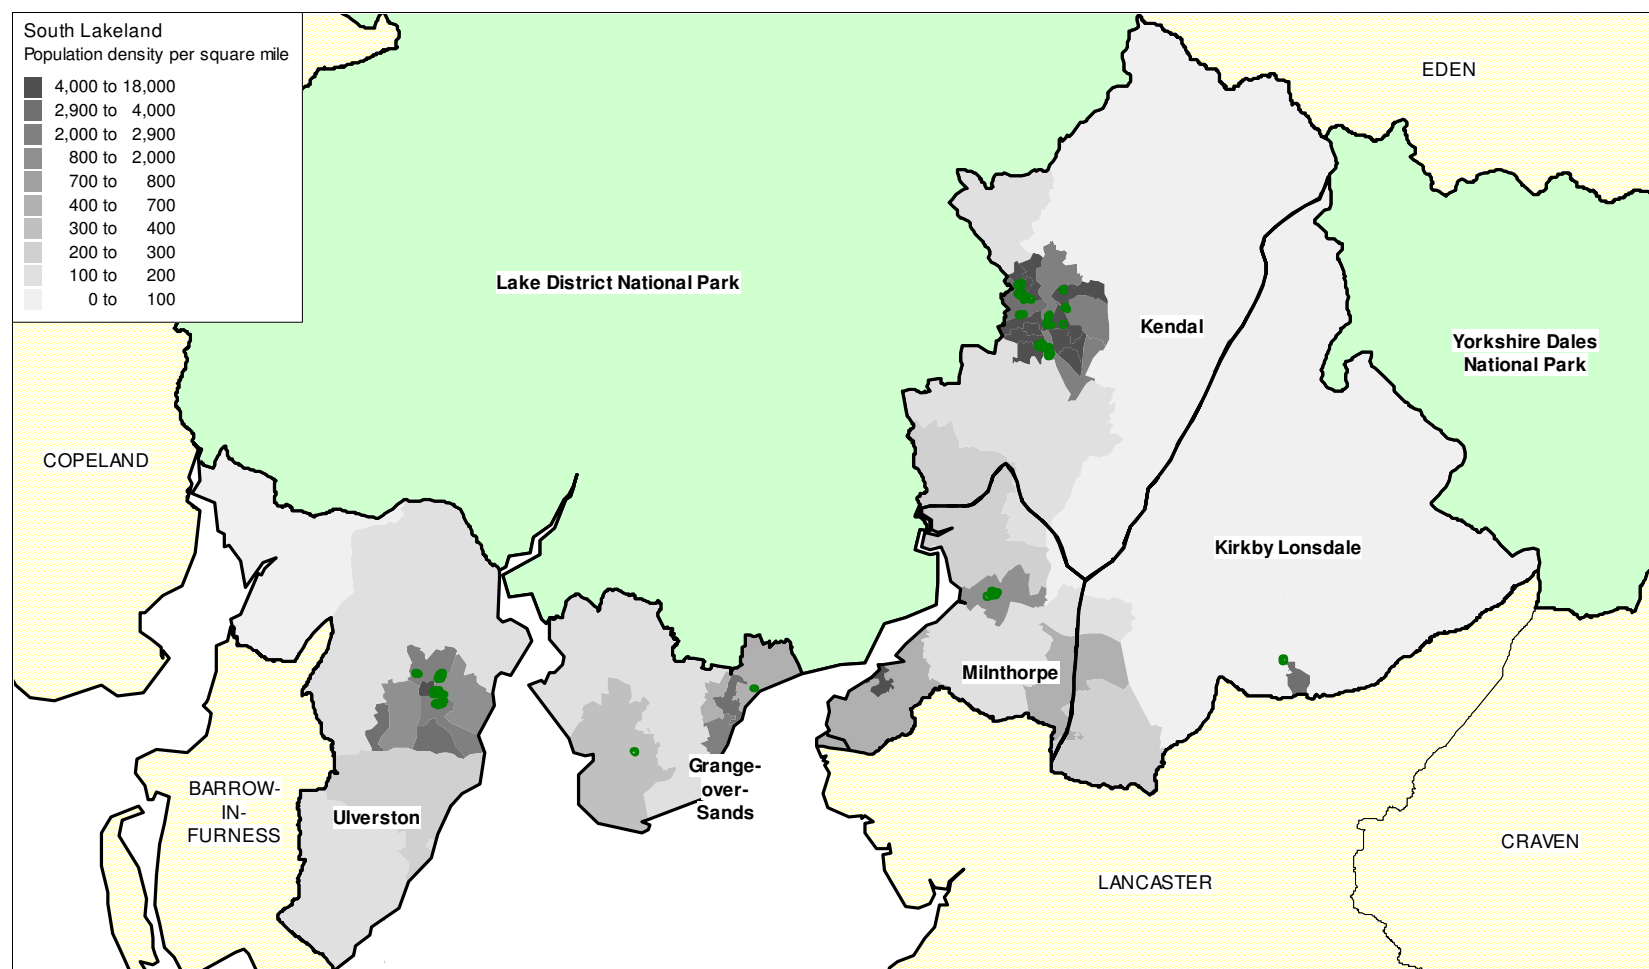 South Lakeland
Population density per square mile
4,000 to 18,000
2,900 to 4,000
2,000 to 2,900
800 to 2,000
700 to 800
400 to 700
300 to 400
200 to 300
100 to 200
0 to 100
EDEN
Lake District National Park
Kendal
Yorkshire Dales
National Park
COPELAND
Kirkby Lonsdale
Milnthorpe
Grange-
over-
Sands
BARROW-
IN-
FURNESS
Ulverston
CRAVEN
LANCASTER